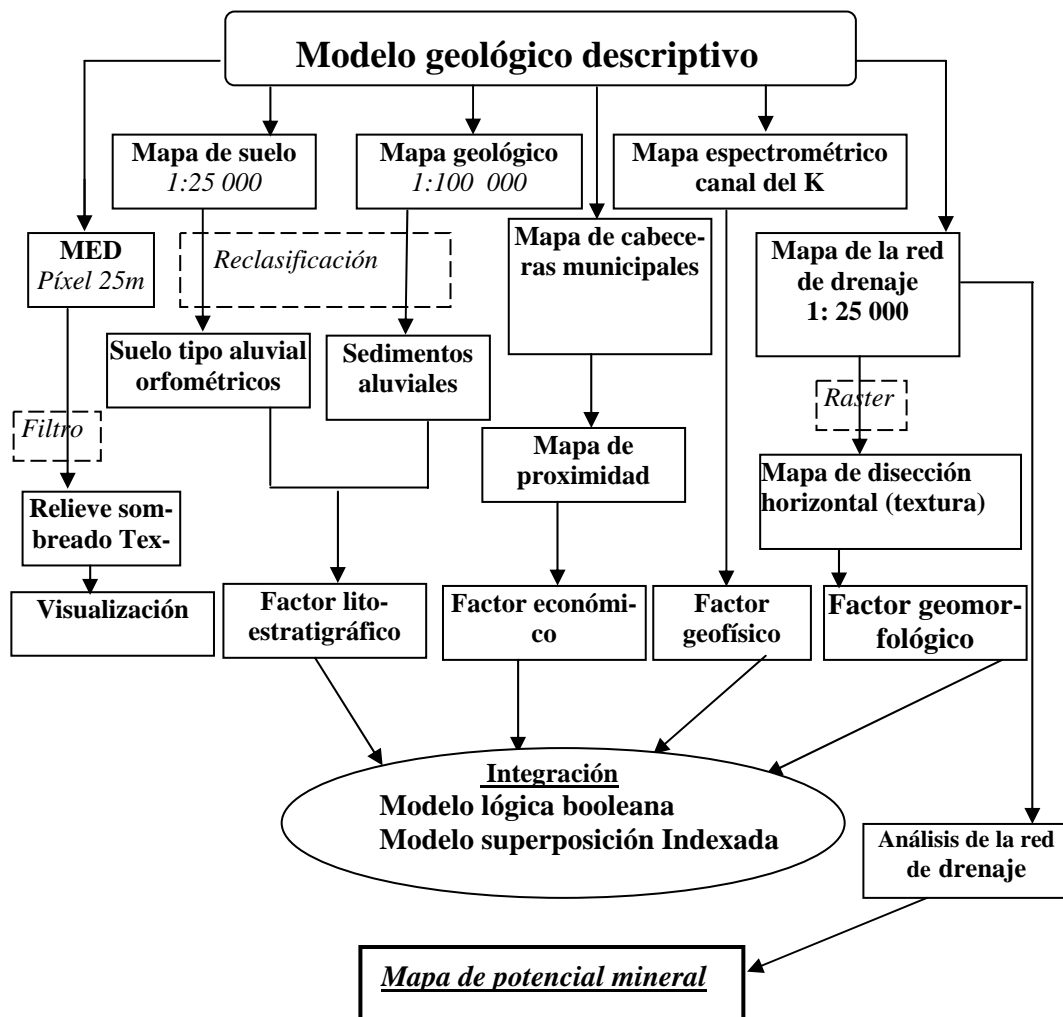 Modelo geológico descriptivo
Mapa de suelo
1:25 000
Mapa geológico
1:100 000
Mapa espectrométrico
canal del K
MED
Píxel 25m
Reclasificación
Mapa de cabece-
ras municipales
Mapa de la red
de drenaje
1: 25 000
Suelo tipo aluvial
orfométricos
Sedimentos
aluviales
Filtro
Raster
Mapa de
proximidad
Mapa de disección
horizontal (textura)
Relieve som-
breado Tex-
Visualización
Factor lito-
estratigráfico
Factor económi-
co
Factor
geofísico
Factor geomor-
fológico
Integración
Modelo lógica booleana
Modelo superposición Indexada
Análisis de la red
de drenaje
Mapa de potencial mineral